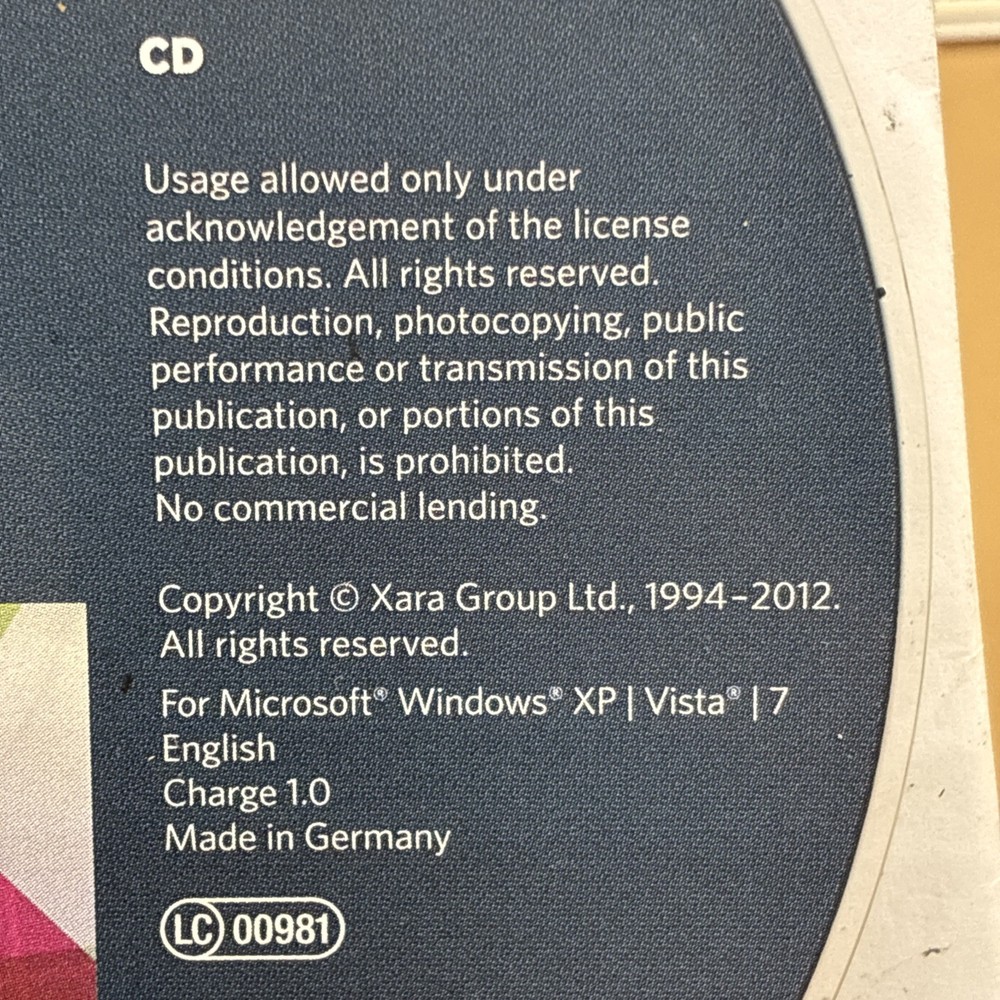 CD
Usage allowed only under
acknowledgement of the license
conditions. All rights reserved.
Reproduction, photocopying, public
performance or transmission of this
publication, or portions of this
publication, is prohibited.
No commercial lending.
Copyright © Xara Group Ltd., 1994–2012.
All rights reserved.
For Microsoft® Windows® XP | Vista® | 7
English
Charge 1.0
Made in Germany
LC 00981